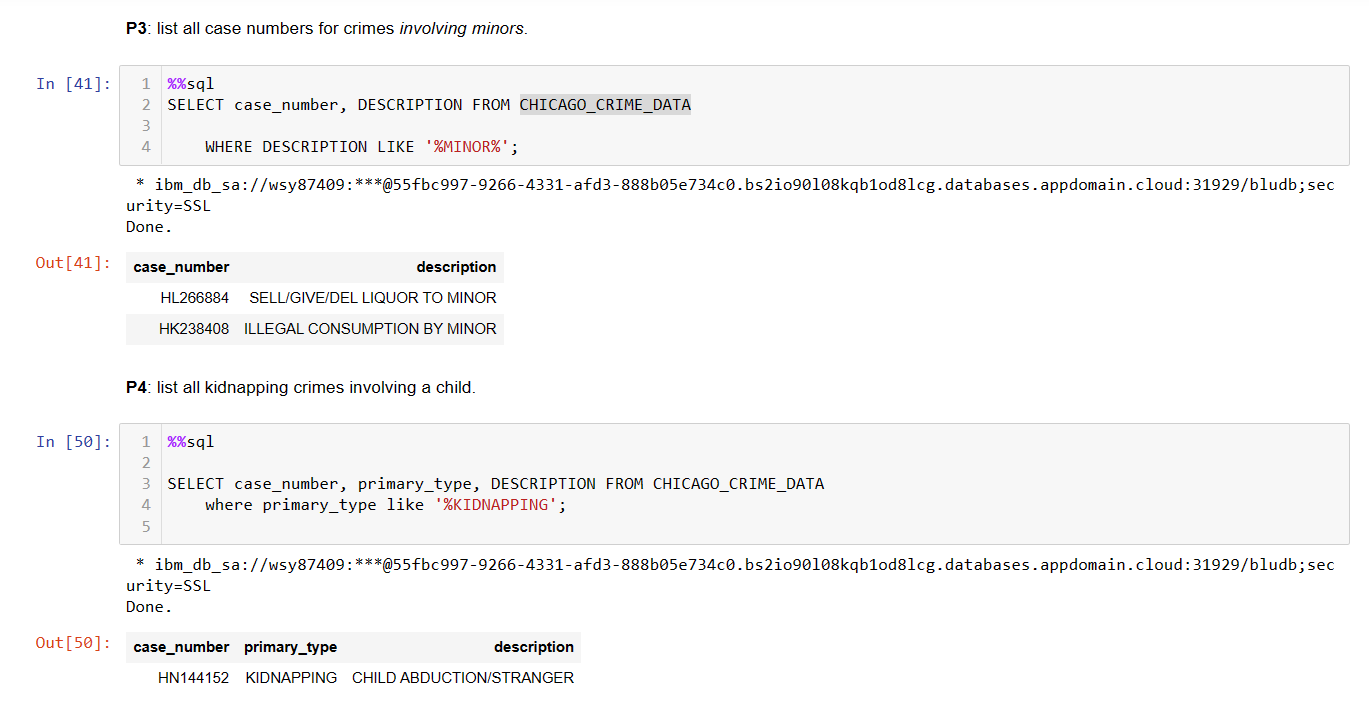 P3: list all case numbers for crimes involving minors.
In [41]:
1 %%sql
2 SELECT case_number, DESCRIPTION FROM CHICAGO_CRIME_DATA
3
4 WHERE DESCRIPTION LIKE '%MINOR%';
* ibm_db_sa://wsy87409:***@55fbc997-9266-4331-afd3-888b05e734c0.bs2io90l08kqb1od8lcg.databases.appdomain.cloud:31929/bludb;sec
urity=SSL
Done.
Out[41]:
case_number description
HL266884 SELL/GIVE/DEL LIQUOR TO MINOR
HK238408 ILLEGAL CONSUMPTION BY MINOR
P4: list all kidnapping crimes involving a child.
In [50]:
1 %%sql
2
3 SELECT case_number, primary_type, DESCRIPTION FROM CHICAGO_CRIME_DATA
4 where primary_type like '%KIDNAPPING';
5
* ibm_db_sa://wsy87409:***@55fbc997-9266-4331-afd3-888b05e734c0.bs2io90l08kqb1od8lcg.databases.appdomain.cloud:31929/bludb;sec
urity=SSL
Done.
Out[50]:
case_number primary_type description
HN144152 KIDNAPPING CHILD ABDUCTION/STRANGER